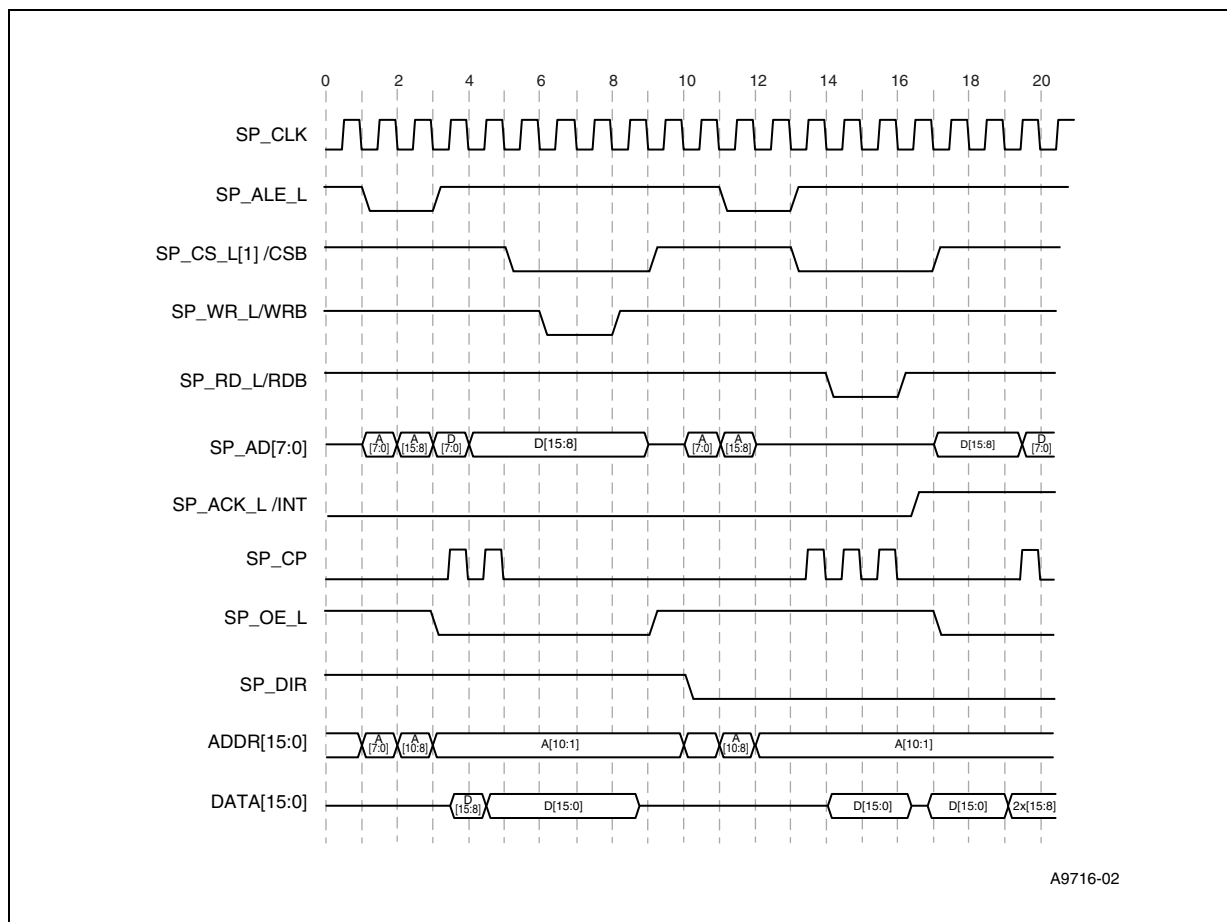 0 2 4 6 8 10 12 14 16 18 20
SP_CLK
SP_ALE_L
SP_CS_L[1] /CSB
SP_WR_L/WRB
SP_RD_L/RDB
SP_AD[7:0] A [7:0] A [15:8] D [7:0] D[15:8] A [7:0] A [15:8] D[15:8] D [7:0]
SP_ACK_L /INT
SP_CP
SP_OE_L
SP_DIR
ADDR[15:0] A [7:0] A [10:8] A[10:1] A [10:8] A[10:1]
DATA[15:0] D [15:8] D[15:0] D[15:0] D[15:0] 2x[15:8]
A9716-02